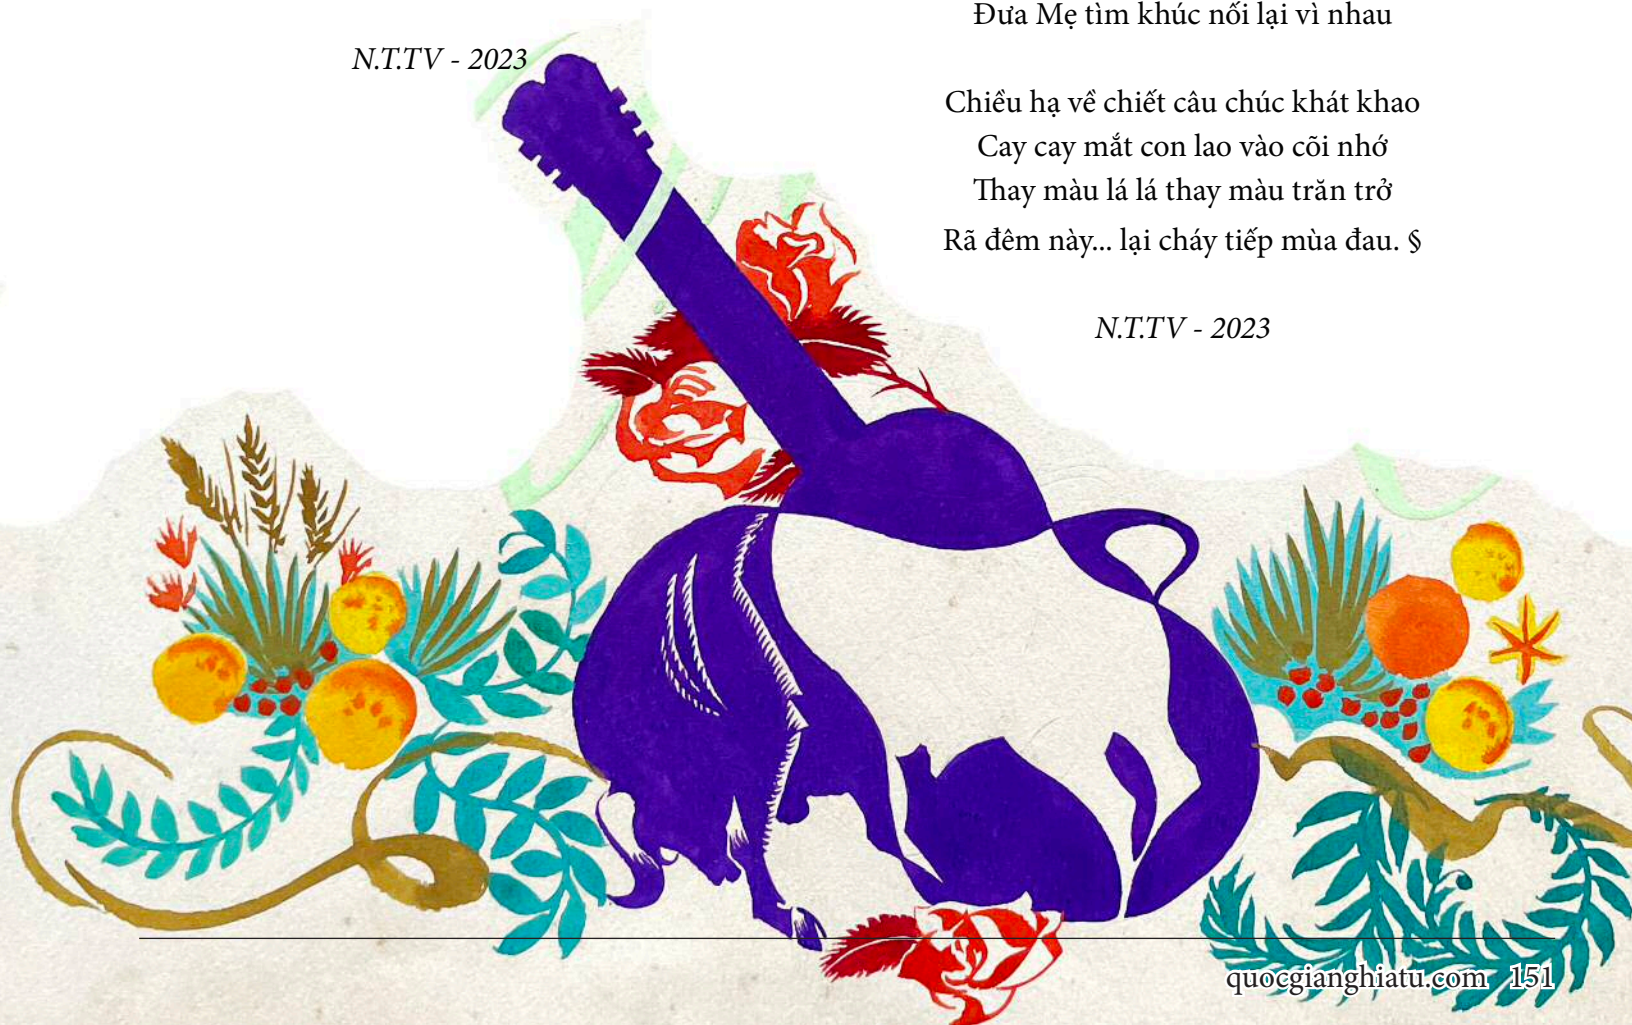 N.T.TV - 2023
Đưa Mẹ tìm khúc nối lại vì nhau
Chiều hạ về chiết câu chúc khát khao
Cay cay mắt con lao vào cõi nhớ
Thay màu lá lá thay màu trăn trở
Rã đêm này... lại cháy tiếp mùa đau. §
N.T.TV - 2023
quocgianghiatu.com 151